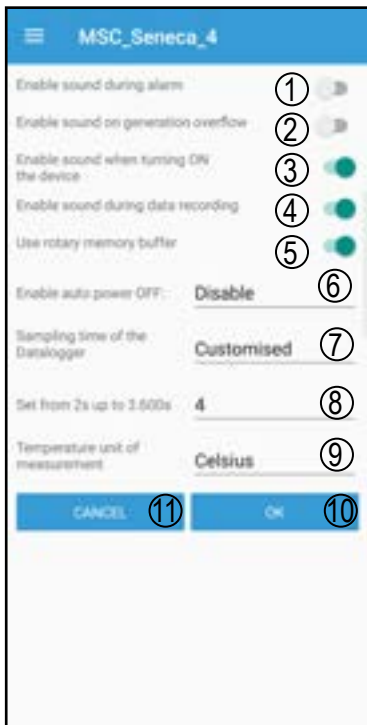 MSC_Seneca_4
Enable sound during alarm ①
Enable sound on generation overflow ②
Enable sound when turning ON
the device ③
Enable sound during data recording ④
Use rotary memory buffer ⑤
Enable auto power OFF: Disable ⑥
Sampling time of the
Datalogger Customised ⑦
Set from 2s up to 3.600s 4 ⑧
Temperature unit of
measurement Celsius ⑨
CANCEL ⑪ OK ⑩